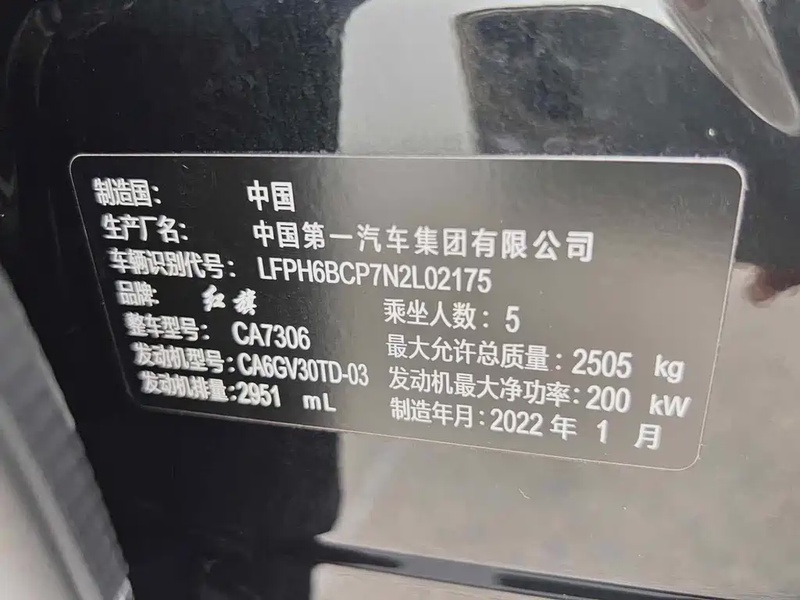 制造国： 中国
生产厂名： 中国第一汽车集团有限公司
车辆识别代号： LFPH6BCP7N2L02175
品牌： 红旗 乘坐人数： 5
整车型号： CA7306 最大允许总质量： 2505 kg
发动机型号： CA6GV30TD-03 发动机最大净功率： 200 kW
发动机排量： 2951 mL 制造年月： 2022 年 1 月